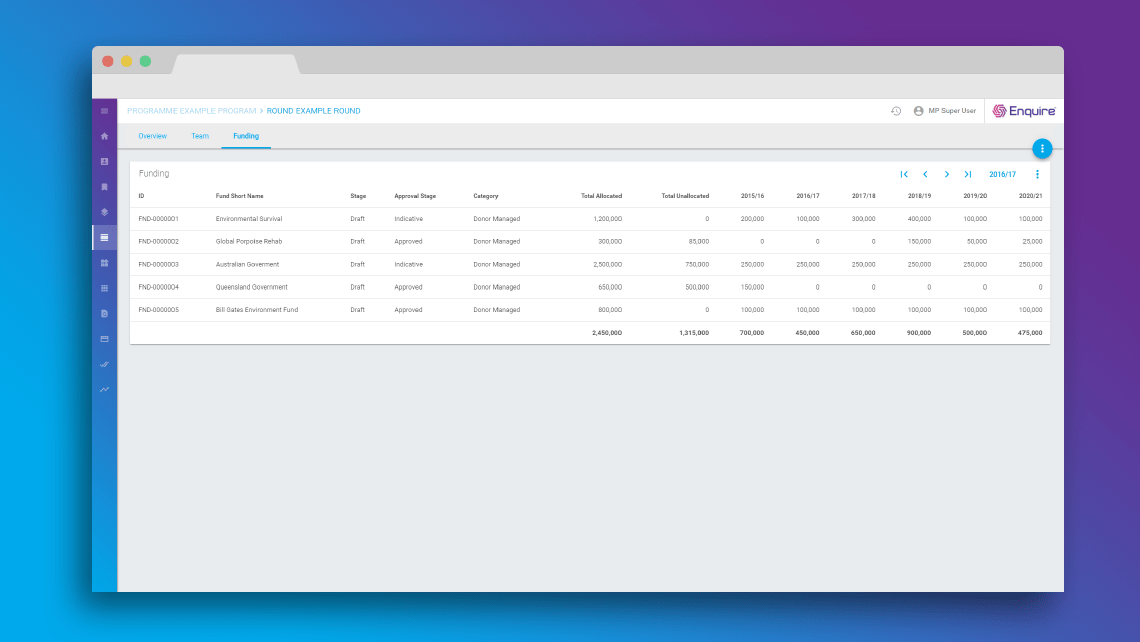 PROGRAMME EXAMPLE PROGRAM > ROUND EXAMPLE ROUND MP Super User Enquire
Overview Team Funding
Funding 2016/17
ID Fund Short Name Stage Approval Stage Category Total Allocated Total Unallocated 2015/16 2016/17 2017/18 2018/19 2019/20 2020/21
FND-0000001 Environmental Survival Draft Indicative Donor Managed 1,200,000 0 200,000 100,000 300,000 400,000 100,000 100,000
FND-0000002 Global Porpoise Rehab Draft Approved Donor Managed 300,000 85,000 0 0 0 150,000 50,000 25,000
FND-0000003 Australian Goverment Draft Indicative Donor Managed 2,500,000 750,000 250,000 250,000 250,000 250,000 250,000 250,000
FND-0000004 Queensland Government Draft Approved Donor Managed 650,000 500,000 150,000 0 0 0 0 0
FND-0000005 Bill Gates Environment Fund Draft Approved Donor Managed 800,000 0 100,000 100,000 100,000 100,000 100,000 100,000
2,450,000 1,315,000 700,000 450,000 650,000 900,000 500,000 475,000